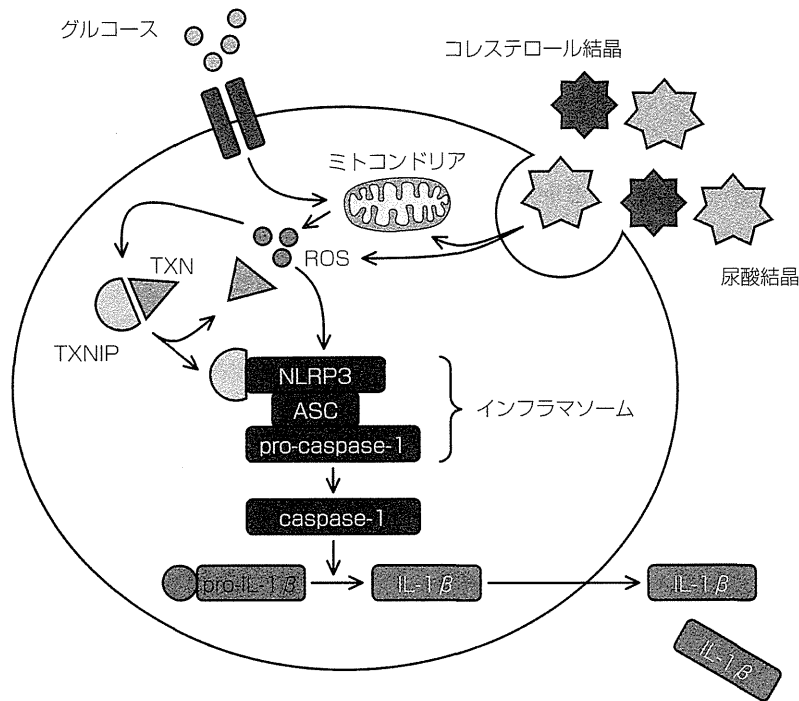 グルコース
コレステロール結晶
ミトコンドリア
ROS
TXN
尿酸結晶
TXNIP
NLRP3
ASC
インフラマソーム
pro-caspase-1
caspase-1
pro-IL-1β
IL-1β
IL-1β
IL-1β